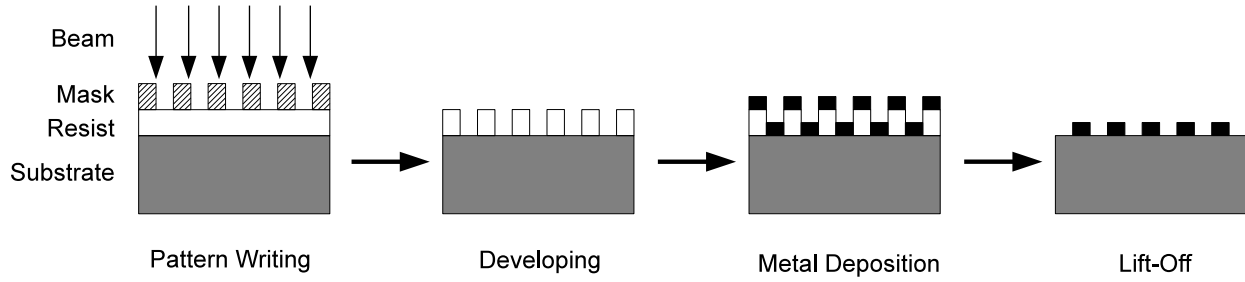 Beam
Mask
Resist
Substrate
Pattern Writing
Developing
Metal Deposition
Lift-Off